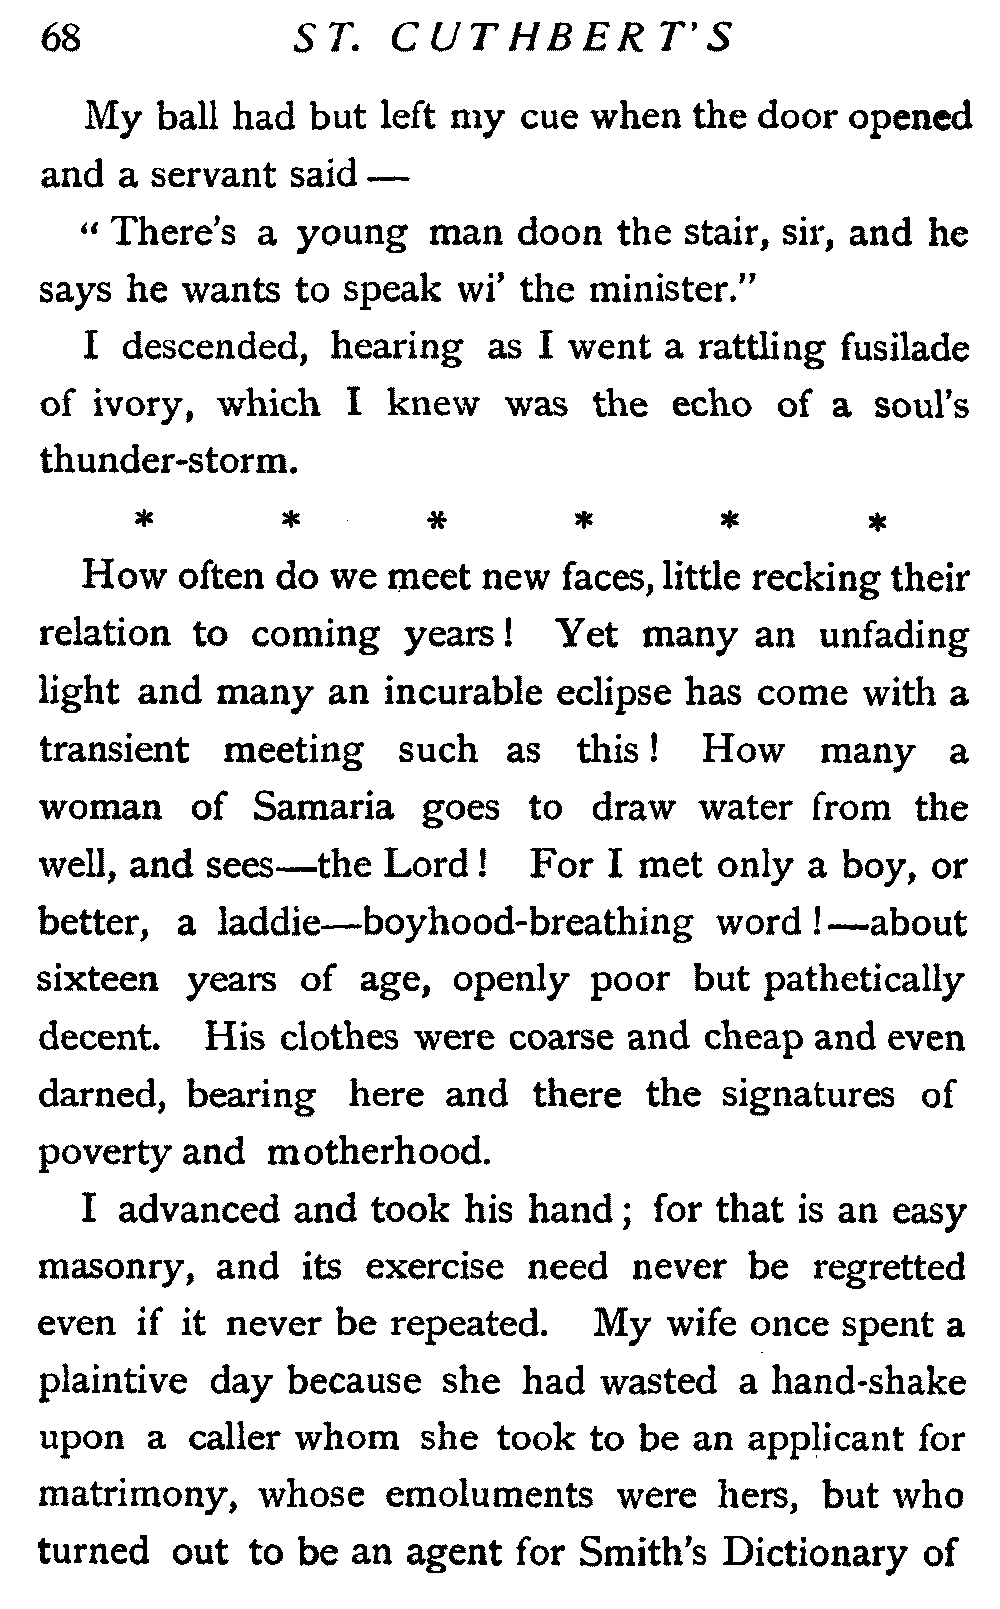 68 ST. CUTHBERT'S
My ball had but left my cue when the door opened
and a servant said —
“ There's a young man doon the stair, sir, and he
says he wants to speak wi' the minister.”
I descended, hearing as I went a rattling fusilade
of ivory, which I knew was the echo of a soul's
thunder-storm.
* * * * * *
How often do we meet new faces, little recking their
relation to coming years ! Yet many an unfading
light and many an incurable eclipse has come with a
transient meeting such as this ! How many a
woman of Samaria goes to draw water from the
well, and sees—the Lord ! For I met only a boy, or
better, a laddie—boyhood-breathing word !—about
sixteen years of age, openly poor but pathetically
decent. His clothes were coarse and cheap and even
darned, bearing here and there the signatures of
poverty and motherhood.
I advanced and took his hand ; for that is an easy
masonry, and its exercise need never be regretted
even if it never be repeated. My wife once spent a
plaintive day because she had wasted a hand-shake
upon a caller whom she took to be an applicant for
matrimony, whose emoluments were hers, but who
turned out to be an agent for Smith's Dictionary of